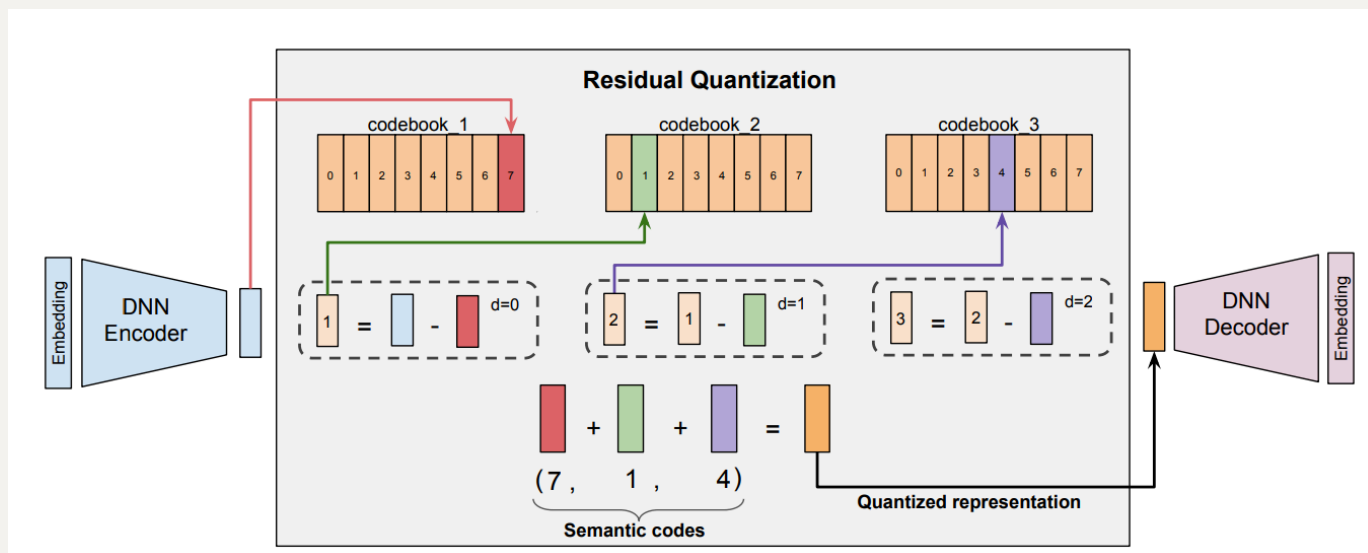 Residual Quantization
codebook_1
codebook_2
codebook_3
0 1 2 3 4 5 6 7
0 1 2 3 4 5 6 7
0 1 2 3 4 5 6 7
Embedding
DNN
Encoder
1 = - d=0
2 = 1 - d=1
3 = 2 - d=2
DNN
Decoder
Embedding
+ + =
(7, 1, 4)
Semantic codes
Quantized representation